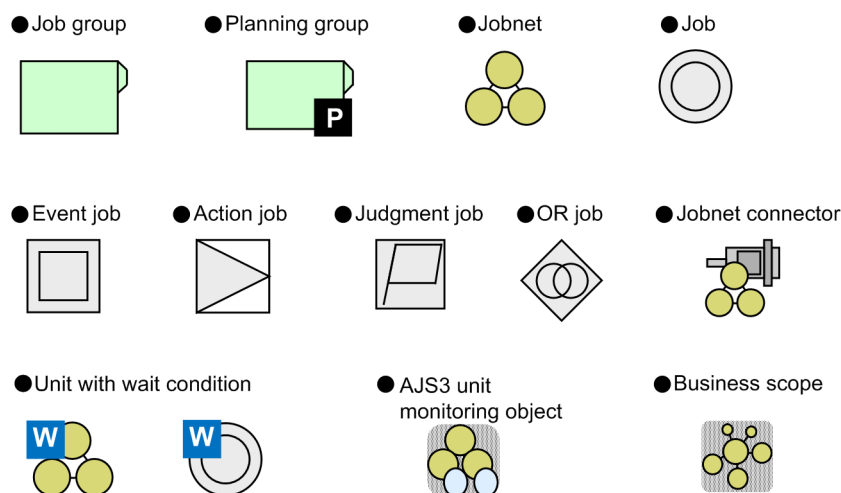 ●Job group
●Planning group
●Jobnet
●Job
P
●Event job
●Action job
●Judgment job
●OR job
●Jobnet connector
●Unit with wait condition
●AJS3 unit
monitoring object
●Business scope
W
W